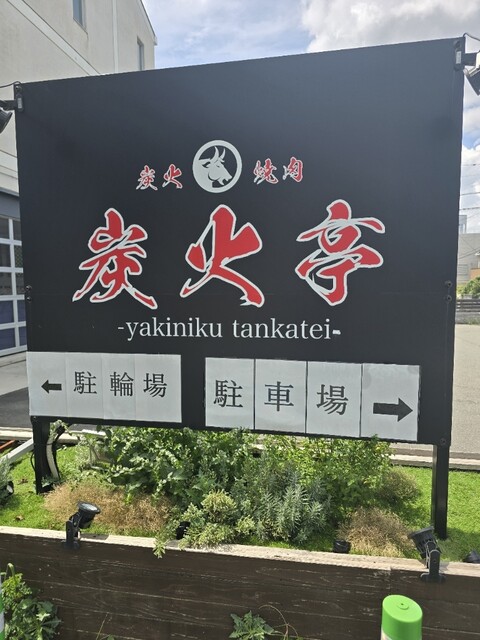 炭火 焼肉
炭火亭
-yakiniku tankatei-
←駐輪場 駐車場→